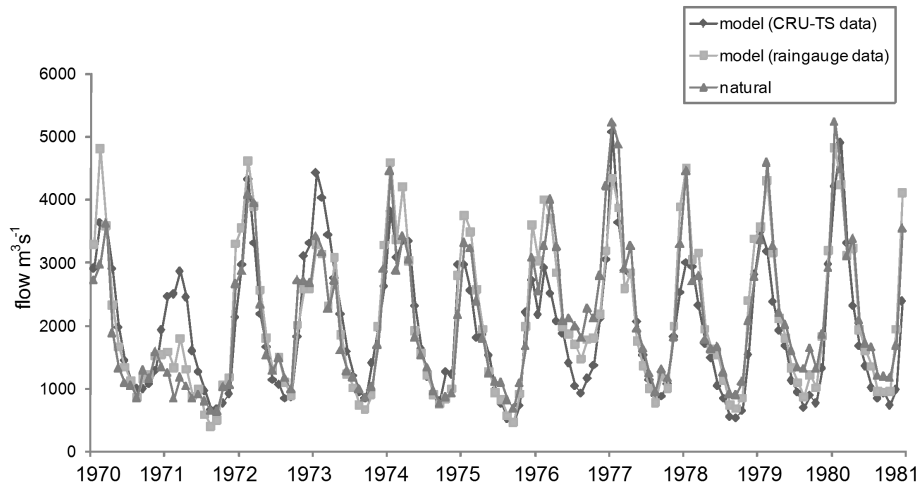 model (CRU-TS data)
model (raingauge data)
natural
6000
5000
4000
3000
2000
1000
0
flow m³s⁻¹
1970 1971 1972 1973 1974 1975 1976 1977 1978 1979 1980 1981